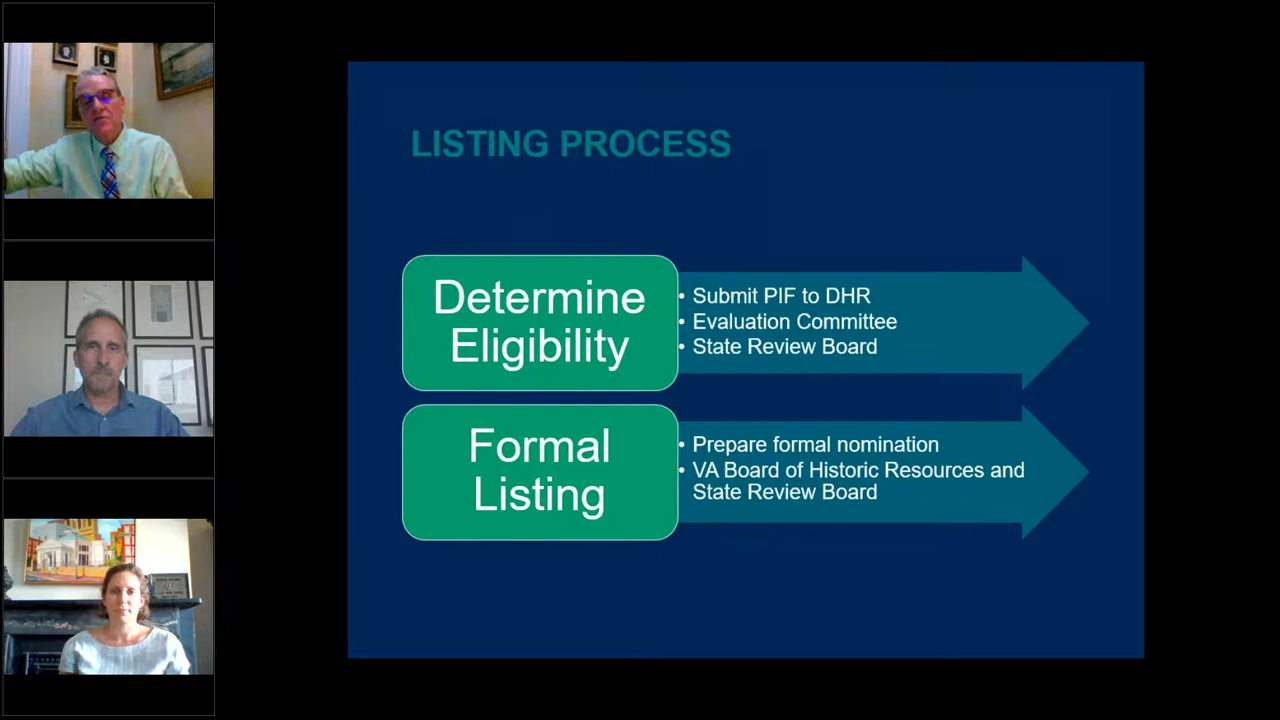 LISTING PROCESS
Determine
Eligibility
• Submit PIF to DHR
• Evaluation Committee
• State Review Board
Formal
Listing
• Prepare formal nomination
• VA Board of Historic Resources and
State Review Board